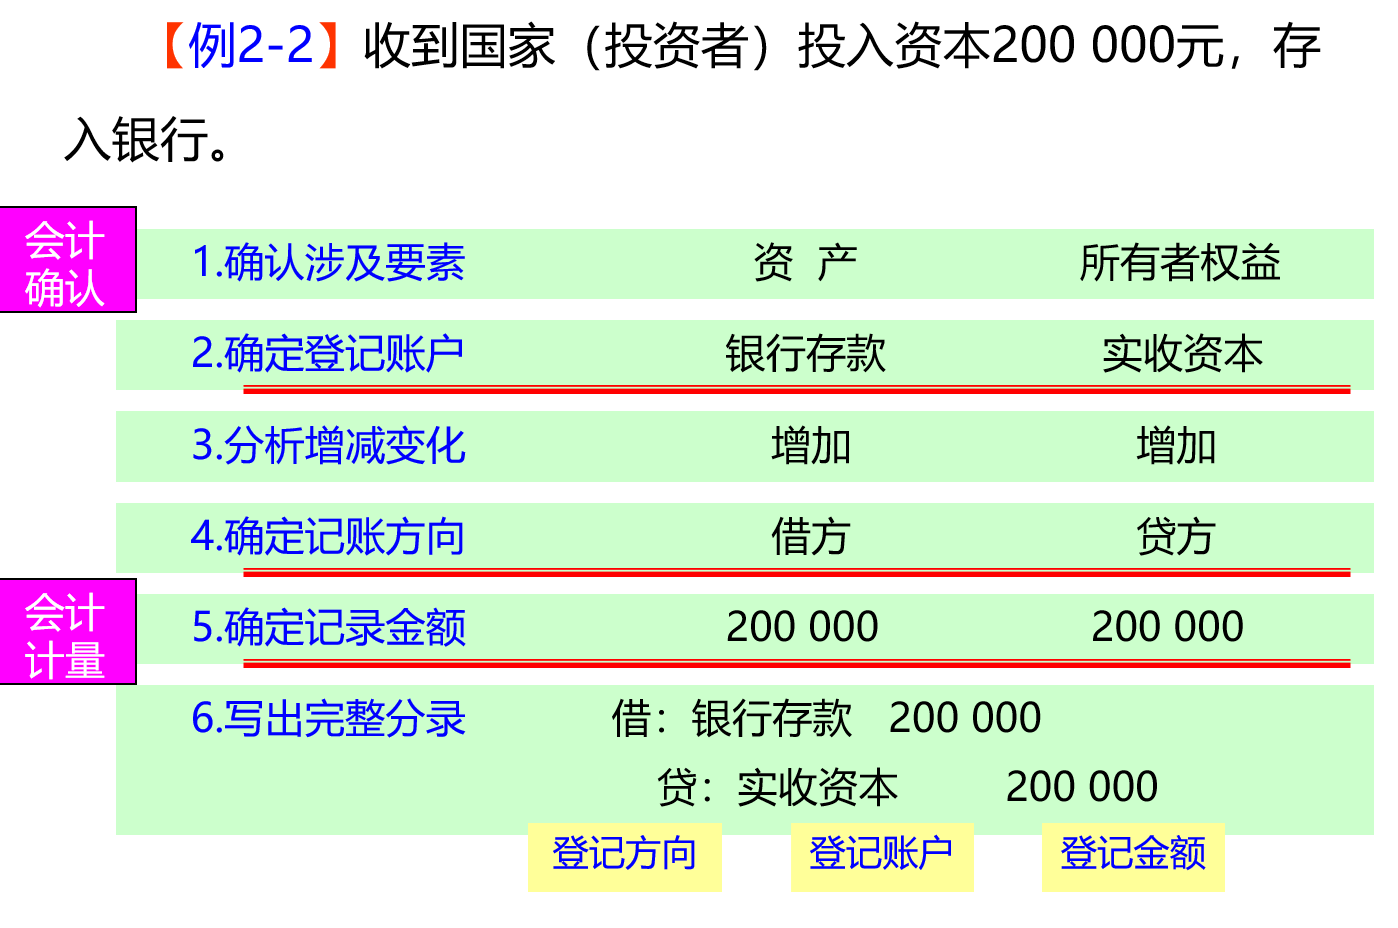 【例2-2】收到国家（投资者）投入资本200 000元，存
入银行。
会计
确认
1.确认涉及要素 资 产 所有者权益
2.确定登记账户 银行存款 实收资本
3.分析增减变化 增加 增加
4.确定记账方向 借方 贷方
会计
计量
5.确定记录金额 200 000 200 000
6.写出完整分录 借：银行存款 200 000
贷：实收资本 200 000
登记方向 登记账户 登记金额